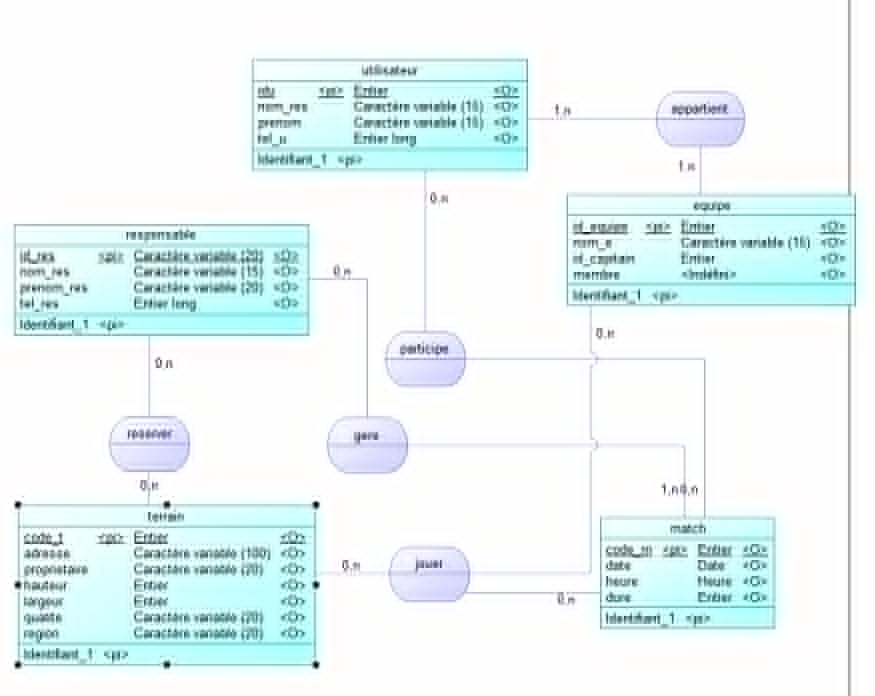 utilisateur
idu <pi> Entier <O>
nom_res Caractère variable (15) <O>
prenom Caractère variable (15) <O>
tel_u Entier long <O>
Identifiant_1 <pi>
1,n
appartient
1,n
0,n
equipe
id_equipe <pi> Entier <O>
nom_e Caractère variable (15) <O>
id_capitain Entier <O>
membre <Indéfini> <O>
Identifiant_1 <pi>
responsable
id_res <pi> Caractère variable (20) <O>
nom_res Caractère variable (15) <O>
prenom_res Caractère variable (20) <O>
tel_res Entier long <O>
Identifiant_1 <pi>
0,n
0,n
participe
0,n
reserver
gere
0,n
1,n 0,n
terrain
code_t <pi> Entier <O>
adresse Caractère variable (100) <O>
proprietaire Caractère variable (20) <O>
hauteur Entier <O>
largeur Entier <O>
qualite Caractère variable (20) <O>
region Caractère variable (20) <O>
Identifiant_1 <pi>
0,n
jouer
0,n
match
code_m <pi> Entier <O>
date Date <O>
heure Heure <O>
dure Entier <O>
Identifiant_1 <pi>